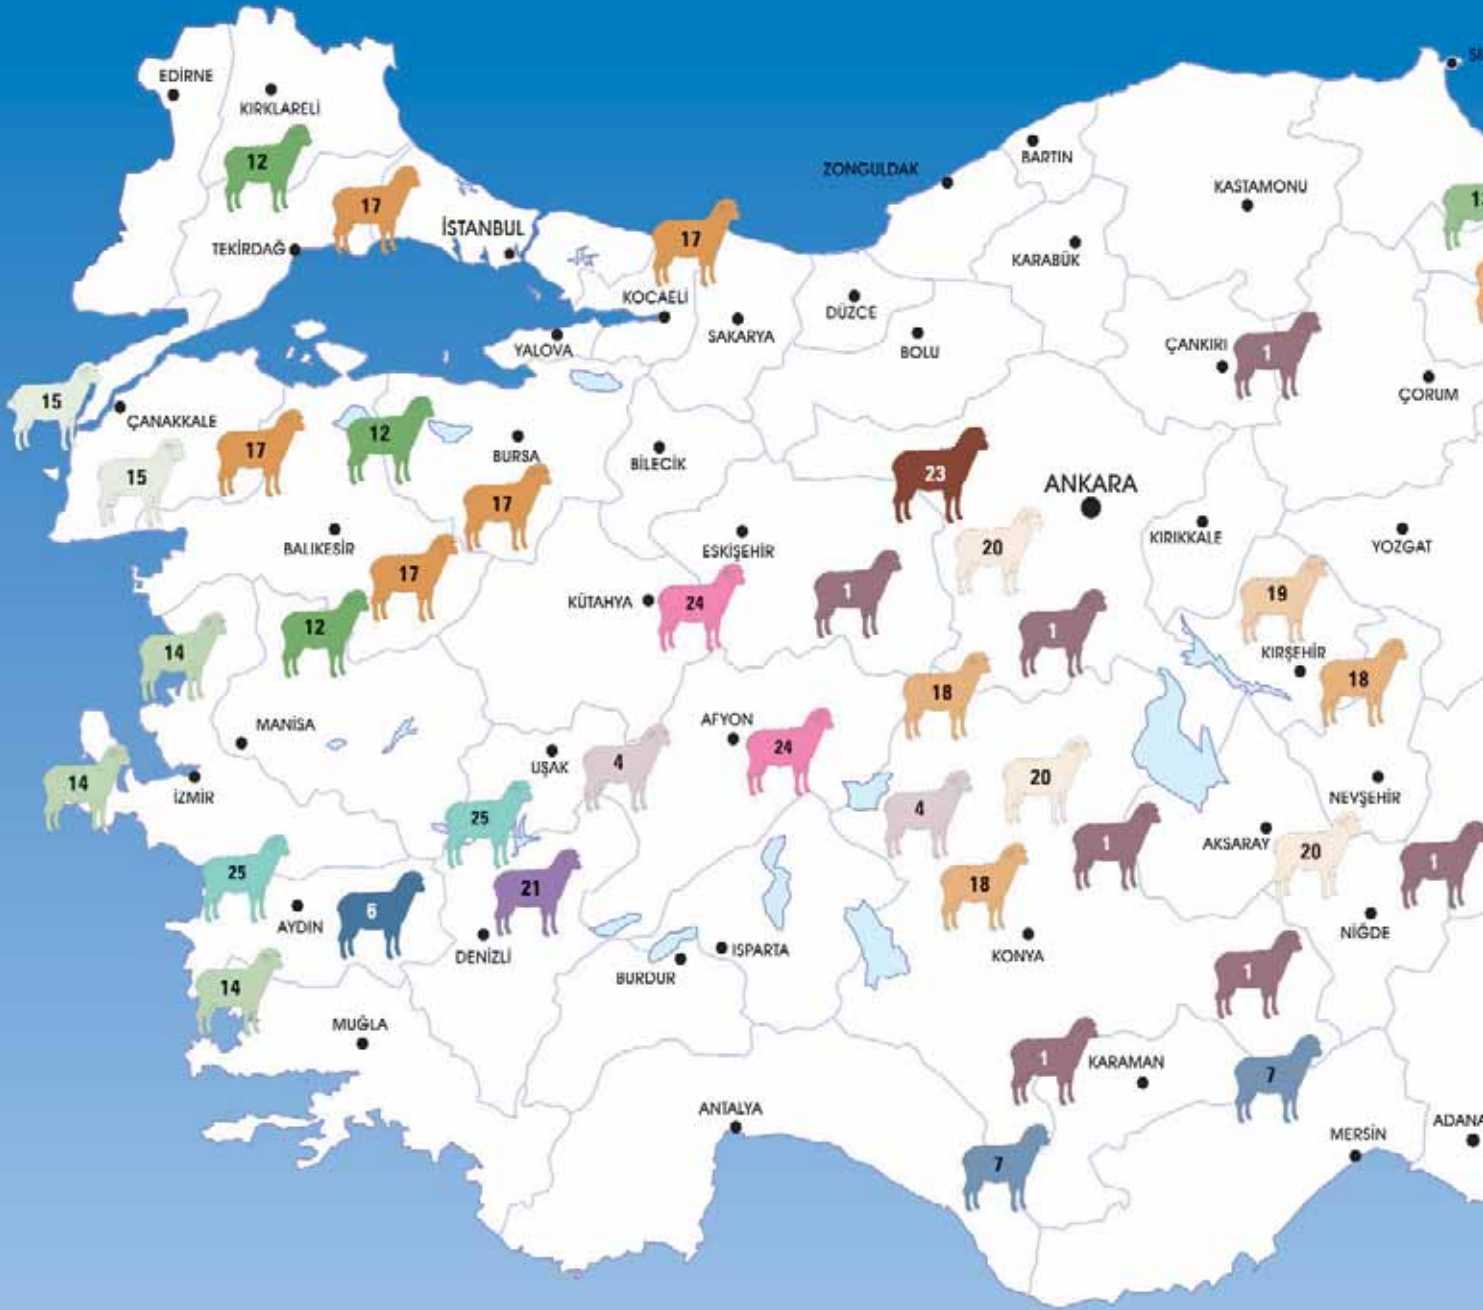 Sİ
EDİRNE
KIRKLARELİ
12
17
TEKİRDAĞ
İSTANBUL
17
KOCAELİ
SAKARYA
YALOVA
ZONGULDAK
BARTIN
KASTAMONU
KARABÜK
DÜZCE
BOLU
ÇANKIRI
1
ÇORUM
15
ÇANAKKALE
15
17
12
BURSA
17
BİLECİK
23
ANKARA
KIRIKKALE
YOZGAT
BALIKESİR
17
12
ESKİŞEHİR
KÜTAHYA
24
1
20
1
19
KIRŞEHİR
18
14
MANİSA
14
İZMİR
UŞAK
4
AFYON
24
18
4
20
1
NEVŞEHİR
AKSARAY
20
1
25
25
AYDIN
6
21
DENİZLİ
BURDUR
ISPARTA
18
KONYA
NİĞDE
14
MUĞLA
1
1
KARAMAN
7
ANTALYA
7
MERSİN
ADANA